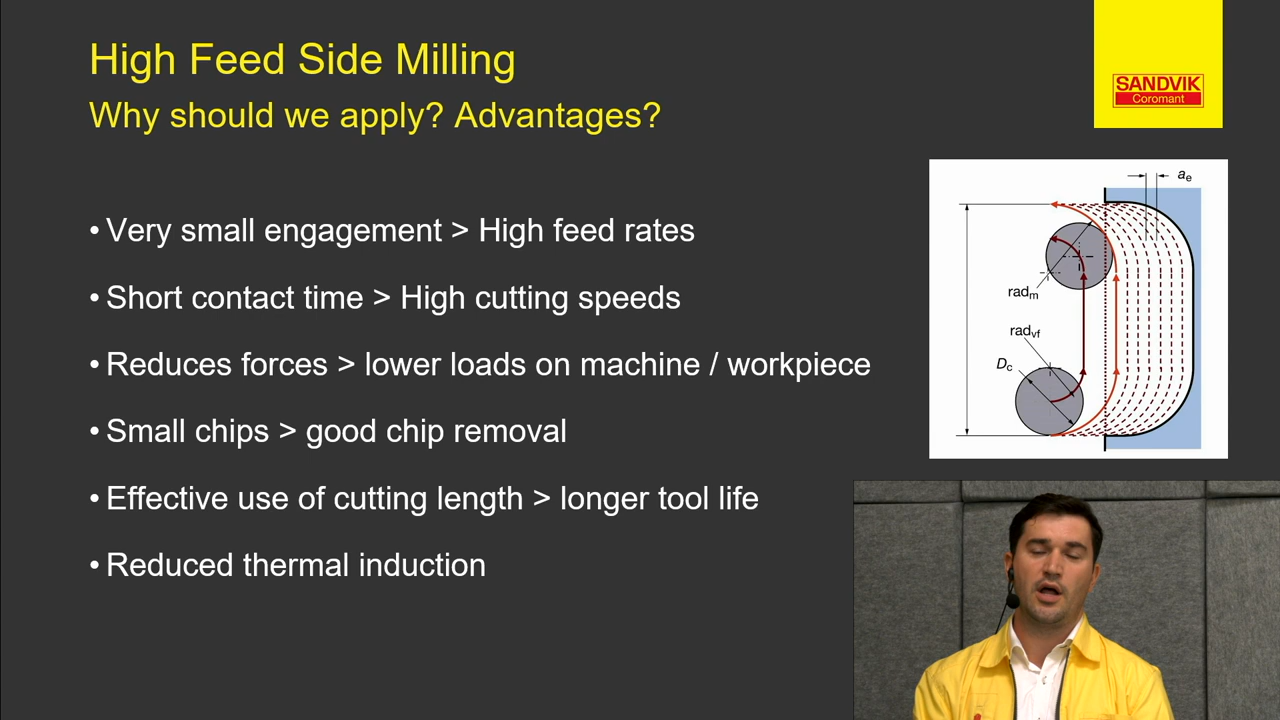 High Feed Side Milling
Why should we apply? Advantages?
SANDVIK
Coromant
• Very small engagement > High feed rates
• Short contact time > High cutting speeds
• Reduces forces > lower loads on machine / workpiece
• Small chips > good chip removal
• Effective use of cutting length > longer tool life
• Reduced thermal induction
ae
radm
radvf
Dc